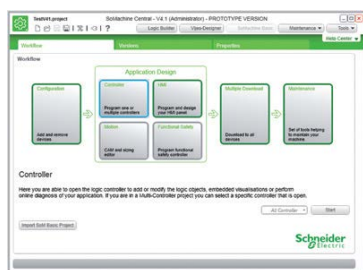 TestV41.project
SoMachine Central - V4.1 (Administrator) - PROTOTYPE VERSION
Logic Builder
Vijeo-Designer
Maintenance
Tools
Help Center
Workflow
Versions
Properties
Workflow
Application Design
Configuration
Add and remove devices
Controller
Program one or multiple controllers
HMI
Program and design your HMI panel
Motion
CAM and sizing editor
Functional Safety
Program functional safety controller
Multiple Download
Download to all devices
Maintenance
Set of tools helping to maintain your machine
Controller
Here you are able to open the logic controller to add or modify the logic objects, embedded visualisations or perform
online diagnosis of your application. If you are in a Multi-Controller project you can select a specific controller that is open.
All Controller
Start
Import SoM Basic Project
Schneider
Electric